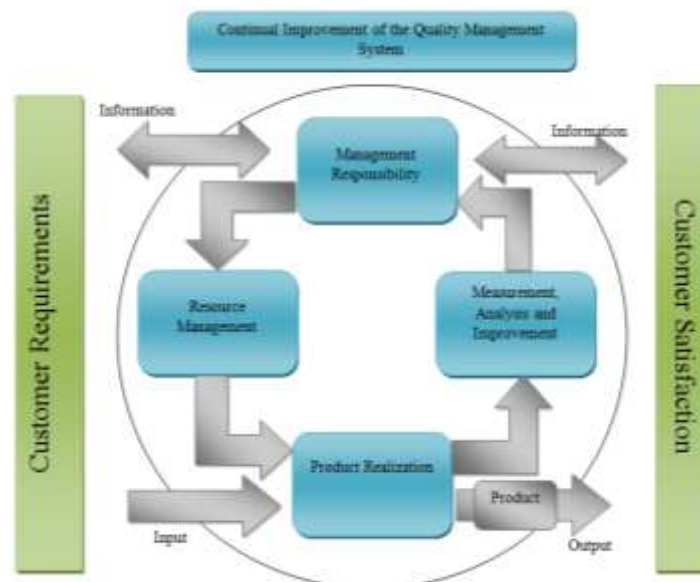 Continual Improvement of the Quality Management
System
Information
Information
Management
Responsibility
Customer Requirements
Customer Satisfaction
Resource
Management
Measurement,
Analysis and
Improvement
Product Realization
Product
Input
Output